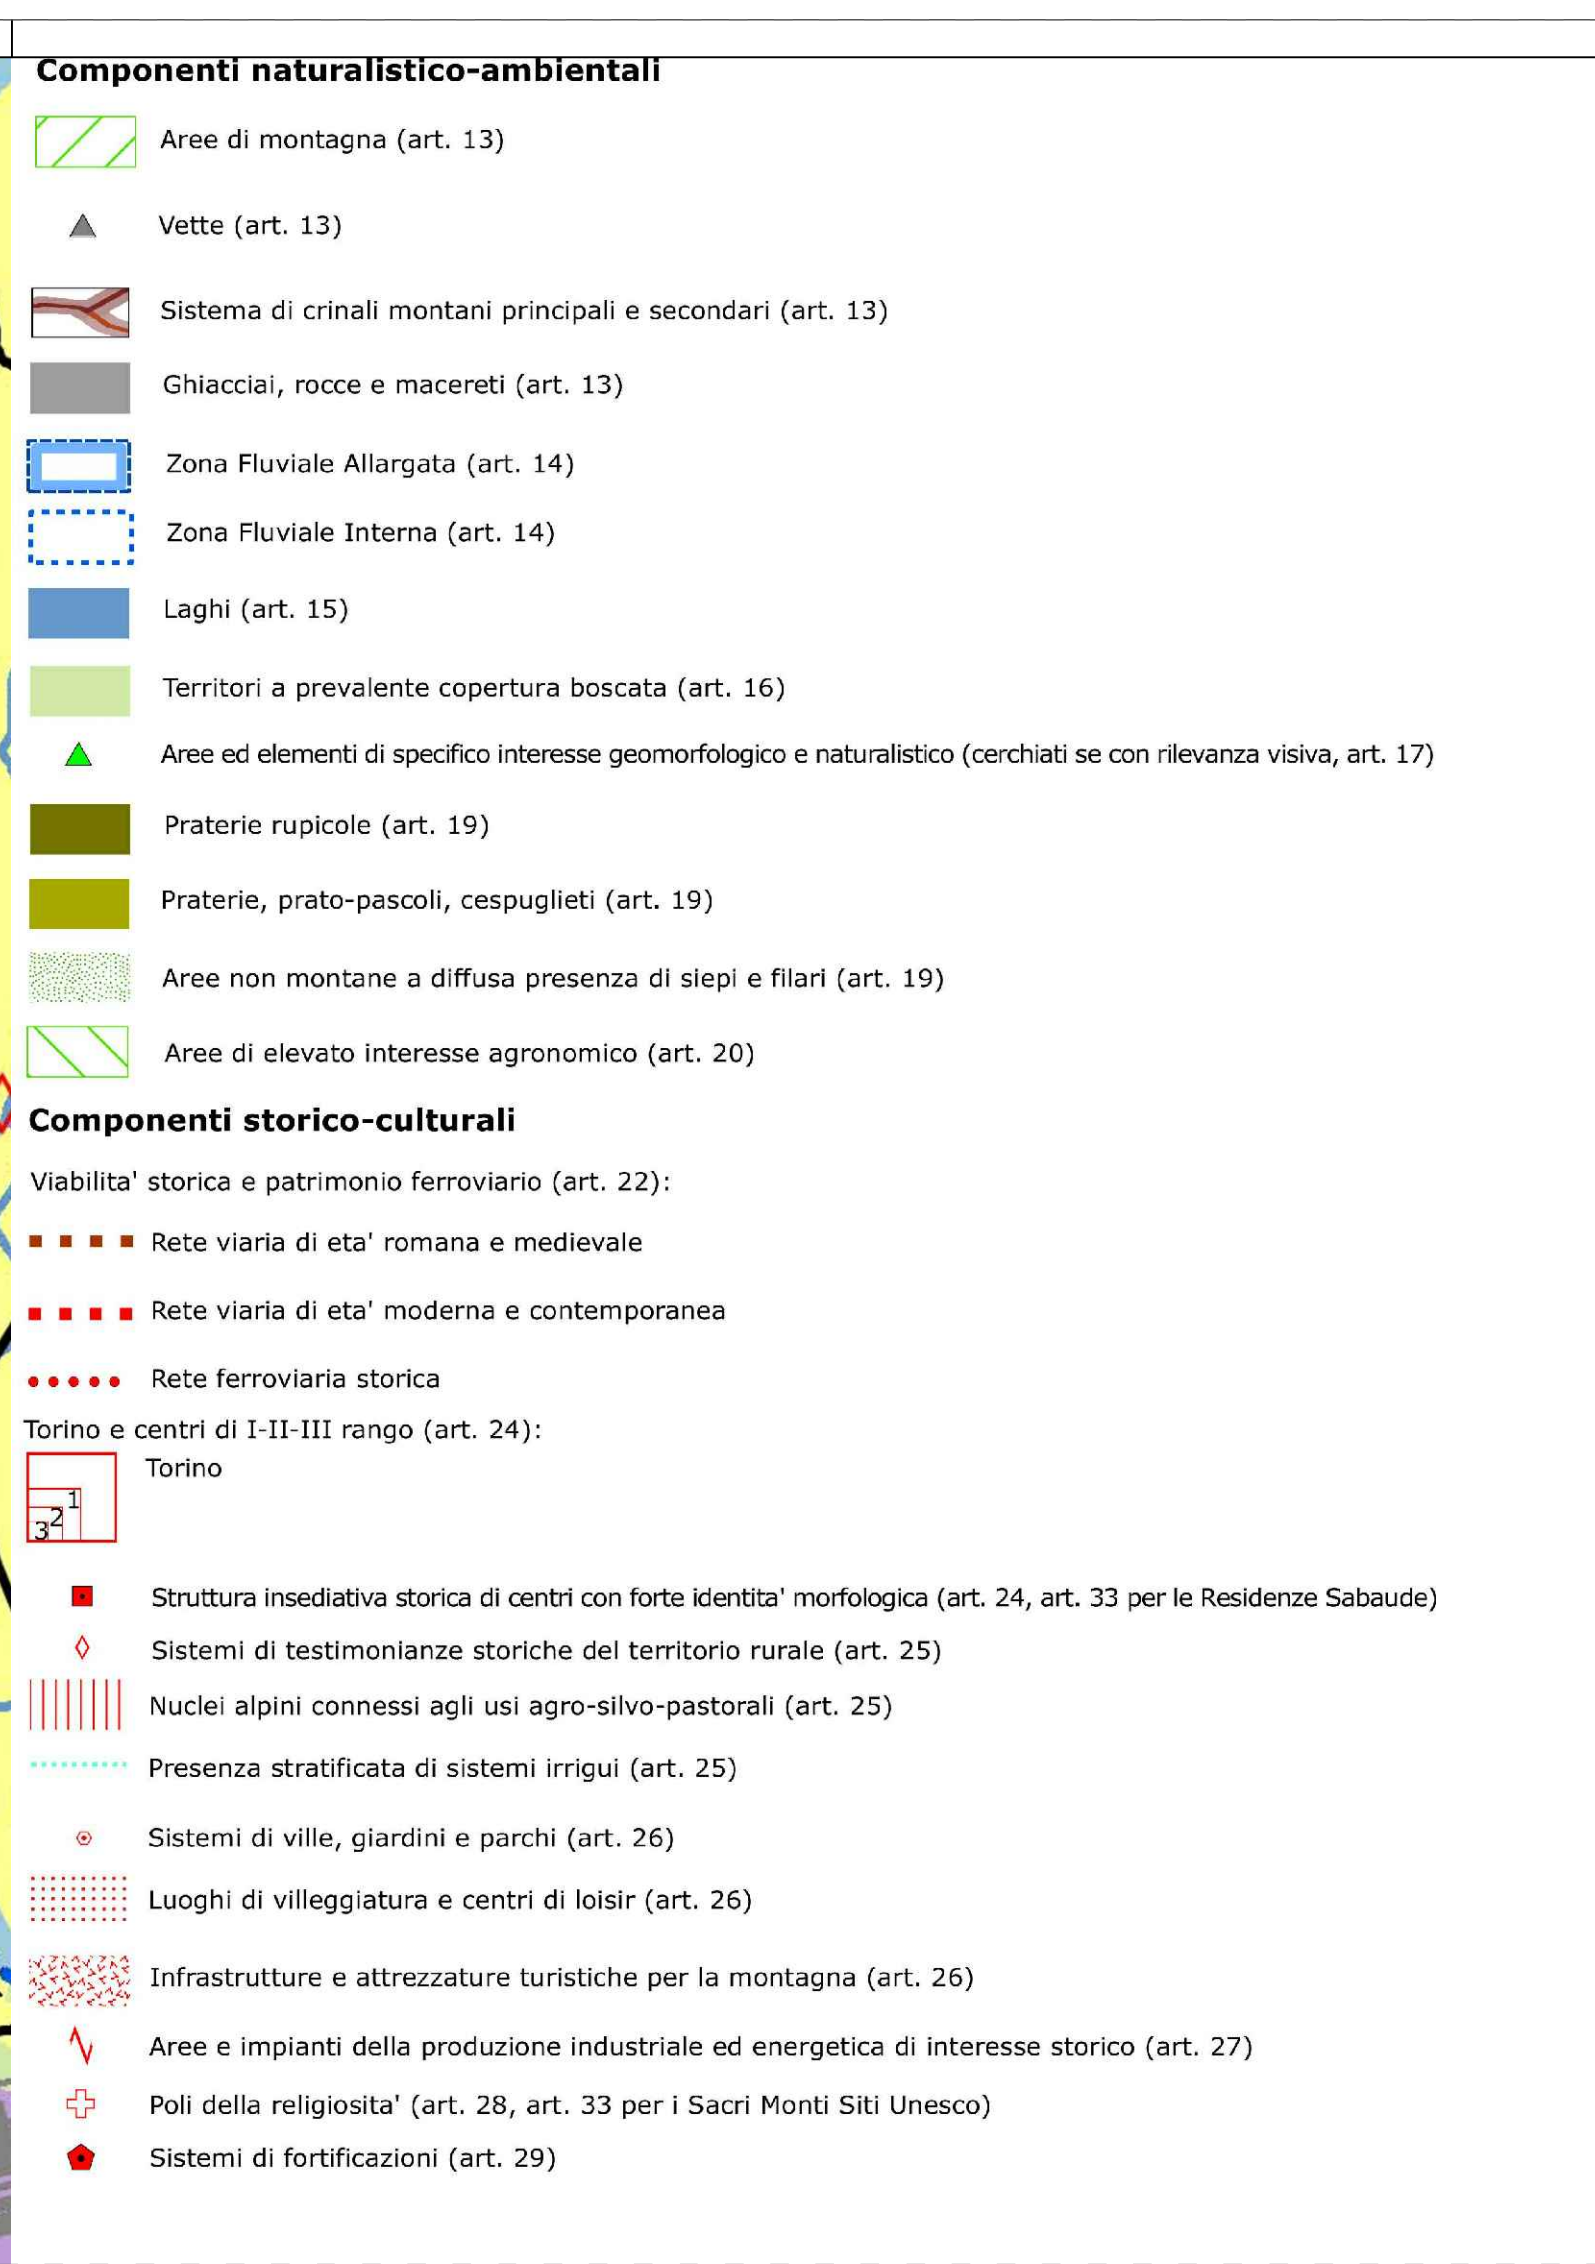 Componenti naturalistico-ambientali
Aree di montagna (art. 13)
Vette (art. 13)
Sistema di crinali montani principali e secondari (art. 13)
Ghiacciai, rocce e macereti (art. 13)
Zona Fluviale Allargata (art. 14)
Zona Fluviale Interna (art. 14)
Laghi (art. 15)
Territori a prevalente copertura boscata (art. 16)
Aree ed elementi di specifico interesse geomorfologico e naturalistico (cerchiati se con rilevanza visiva, art. 17)
Praterie rupicole (art. 19)
Praterie, prato-pascoli, cespuglieti (art. 19)
Aree non montane a diffusa presenza di siepi e filari (art. 19)
Aree di elevato interesse agronomico (art. 20)
Componenti storico-culturali
Viabilita' storica e patrimonio ferroviario (art. 22):
Rete viaria di eta' romana e medievale
Rete viaria di eta' moderna e contemporanea
Rete ferroviaria storica
Torino e centri di I-II-III rango (art. 24):
Torino
1
2
3
Struttura insediativa storica di centri con forte identita' morfologica (art. 24, art. 33 per le Residenze Sabaude)
Sistemi di testimonianze storiche del territorio rurale (art. 25)
Nuclei alpini connessi agli usi agro-silvo-pastorali (art. 25)
Presenza stratificata di sistemi irrigui (art. 25)
Sistemi di ville, giardini e parchi (art. 26)
Luoghi di villeggiatura e centri di loisir (art. 26)
Infrastrutture e attrezzature turistiche per la montagna (art. 26)
Aree e impianti della produzione industriale ed energetica di interesse storico (art. 27)
Poli della religiosita' (art. 28, art. 33 per i Sacri Monti Siti Unesco)
Sistemi di fortificazioni (art. 29)